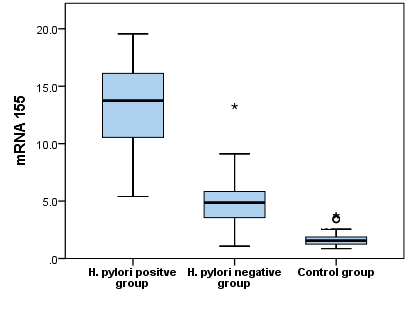 20.0
15.0
10.0
5.0
.0
mRNA 155
H. pylori positve
group
H. pylori negative
group
Control group